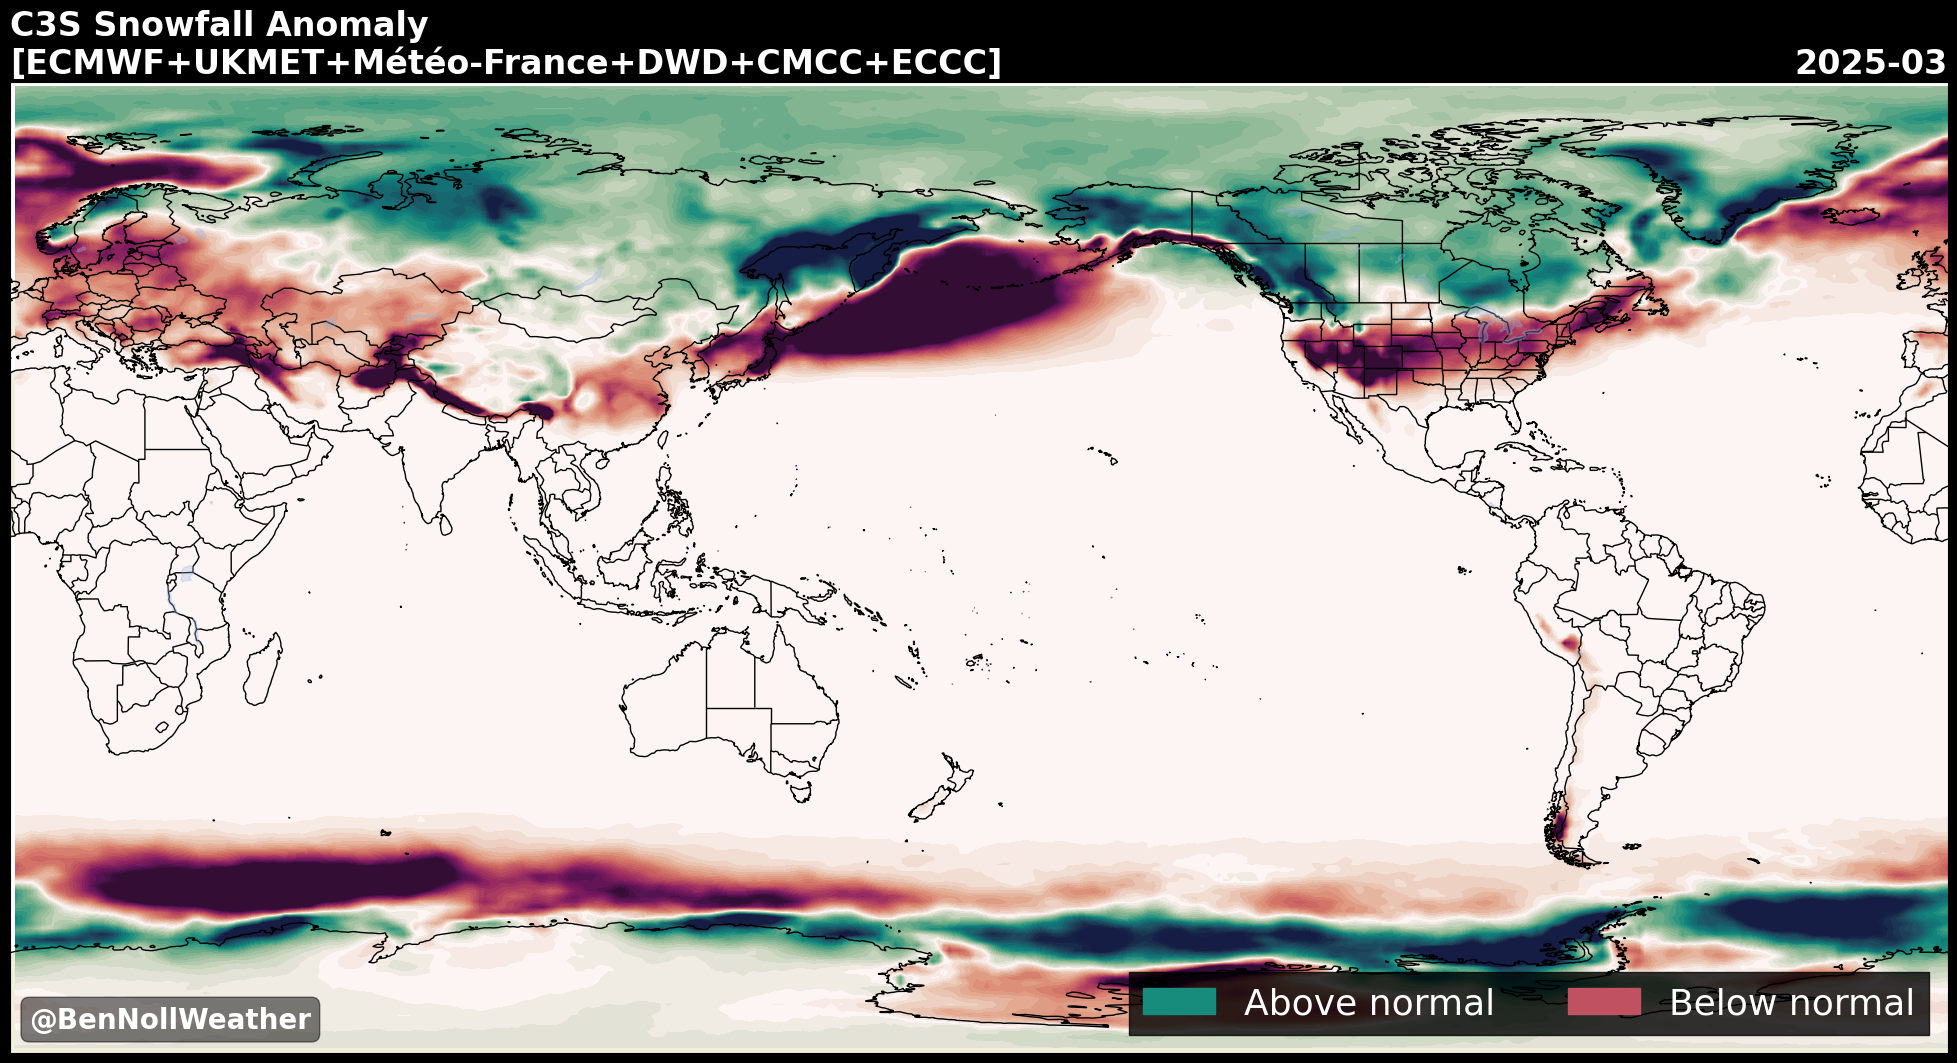 C3S Snowfall Anomaly
[ECMWF+UKMET+Météo-France+DWD+CMCC+ECCC]
2025-03
@BenNollWeather
Above normal
Below normal